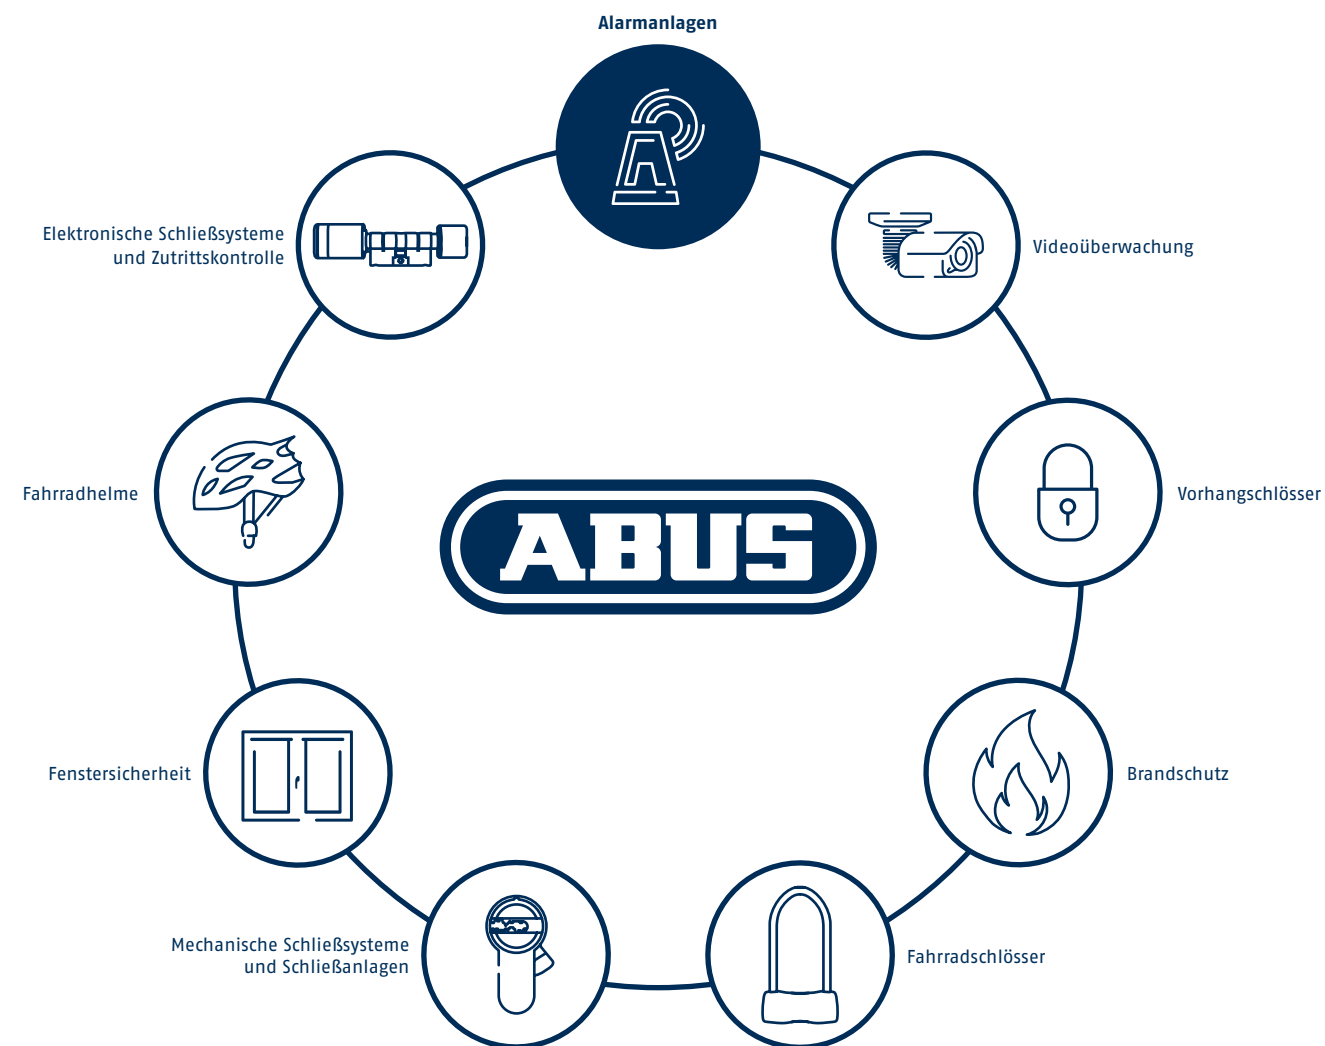 Alarmanlagen
Elektronische Schließsysteme
und Zutrittskontrolle
Videoüberwachung
Fahrradhelme
Vorhangschlösser
ABUS
Fenstersicherheit
Brandschutz
Mechanische Schließsysteme
und Schließanlagen
Fahrradschlösser